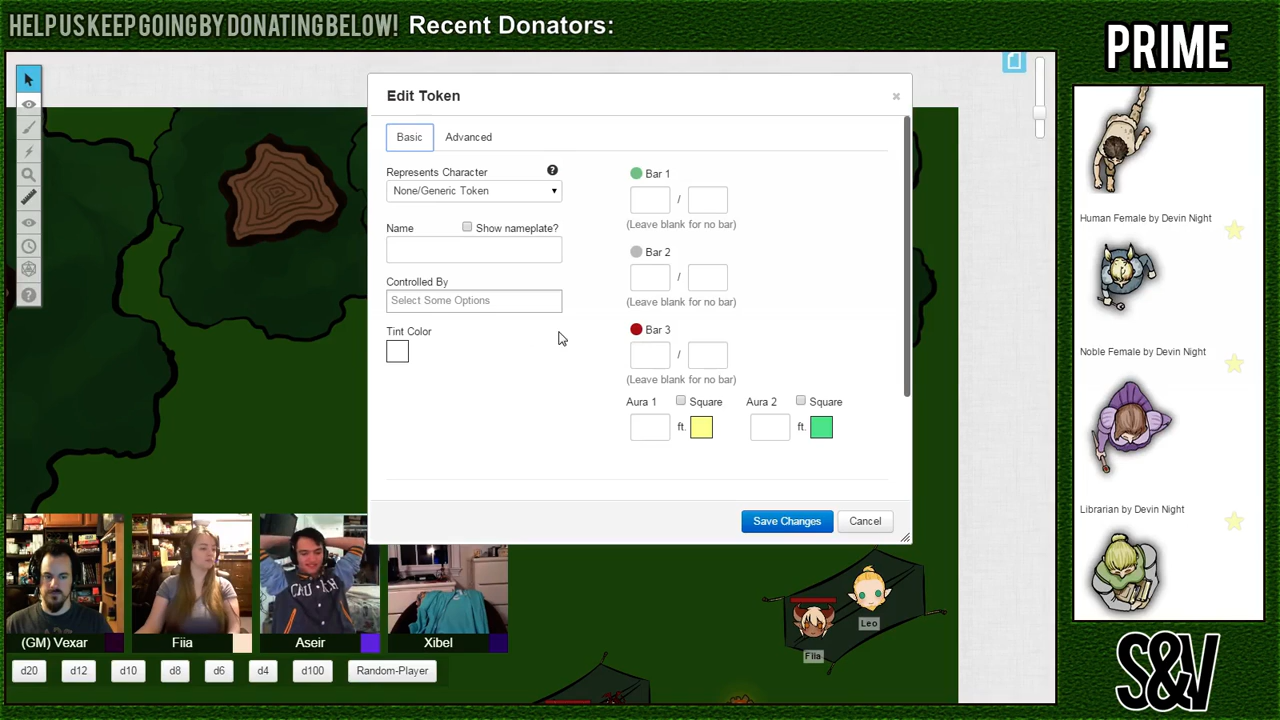 HELP US KEEP GOING BY DONATING BELOW! Recent Donators:
PRIME
Edit Token
Basic Advanced
Represents Character
None/Generic Token
Name Show nameplate?
Controlled By
Select Some Options
Tint Color
Bar 1
/
(Leave blank for no bar)
Bar 2
/
(Leave blank for no bar)
Bar 3
/
(Leave blank for no bar)
Aura 1 Square Aura 2 Square
ft. ft.
Save Changes Cancel
Human Female by Devin Night
Noble Female by Devin Night
Librarian by Devin Night
Leo
Fiia
(GM) Vexar Fiia Aseir Xibel
d20 d12 d10 d8 d6 d4 d100 Random-Player
S&V